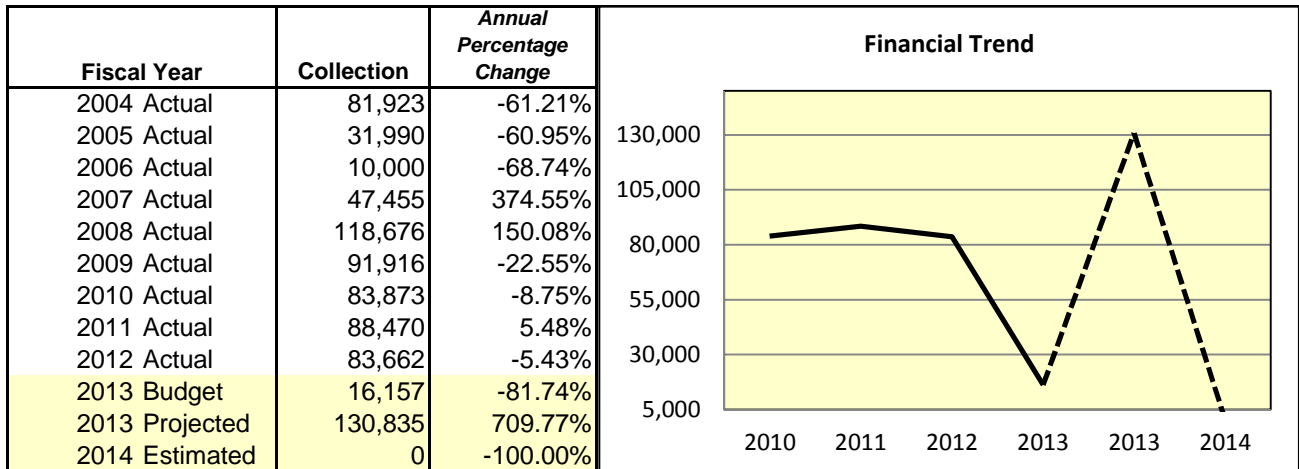 Annual
Percentage
Fiscal Year Collection Change
2004 Actual 81,923 -61.21%
2005 Actual 31,990 -60.95%
2006 Actual 10,000 -68.74%
2007 Actual 47,455 374.55%
2008 Actual 118,676 150.08%
2009 Actual 91,916 -22.55%
2010 Actual 83,873 -8.75%
2011 Actual 88,470 5.48%
2012 Actual 83,662 -5.43%
2013 Budget 16,157 -81.74%
2013 Projected 130,835 709.77%
2014 Estimated 0 -100.00%
Financial Trend
130,000
105,000
80,000
55,000
30,000
5,000
2010 2011 2012 2013 2013 2014